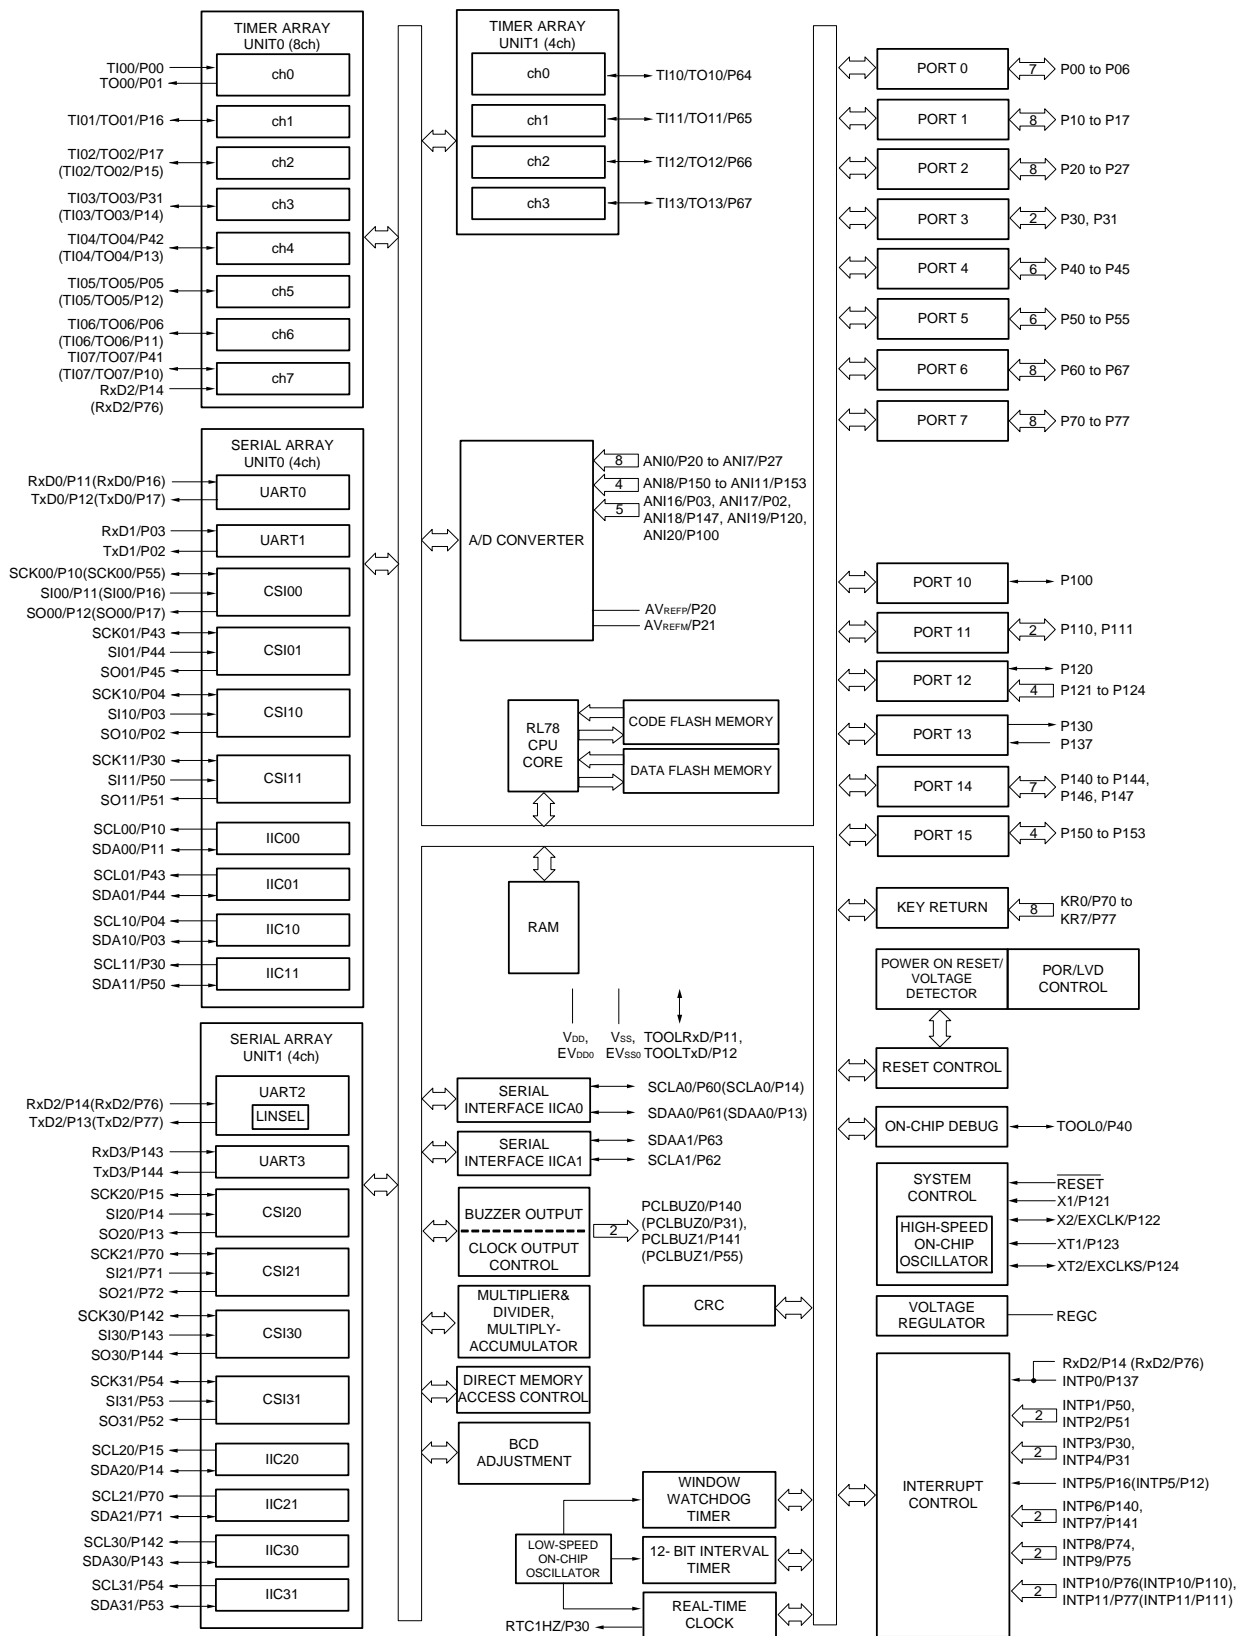 TIMER ARRAY
UNIT0 (8ch)
TI00/P00
TO00/P01
ch0
TI01/TO01/P16
ch1
TI02/TO02/P17
(TI02/TO02/P15)
ch2
TI03/TO03/P31
(TI03/TO03/P14)
ch3
TI04/TO04/P42
(TI04/TO04/P13)
ch4
TI05/TO05/P05
(TI05/TO05/P12)
ch5
TI06/TO06/P06
(TI06/TO06/P11)
ch6
TI07/TO07/P41
(TI07/TO07/P10)
RxD2/P14
(RxD2/P76)
ch7
SERIAL ARRAY
UNIT0 (4ch)
RxD0/P11(RxD0/P16)
TxD0/P12(TxD0/P17)
UART0
RxD1/P03
TxD1/P02
UART1
SCK00/P10(SCK00/P55)
SI00/P11(SI00/P16)
SO00/P12(SO00/P17)
CSI00
SCK01/P43
SI01/P44
SO01/P45
CSI01
SCK10/P04
SI10/P03
SO10/P02
CSI10
SCK11/P30
SI11/P50
SO11/P51
CSI11
SCL00/P10
SDA00/P11
IIC00
SCL01/P43
SDA01/P44
IIC01
SCL10/P04
SDA10/P03
IIC10
SCL11/P30
SDA11/P50
IIC11
SERIAL ARRAY
UNIT1 (4ch)
UART2
LINSEL
RxD2/P14(RxD2/P76)
TxD2/P13(TxD2/P77)
RxD3/P143
TxD3/P144
UART3
SCK20/P15
SI20/P14
SO20/P13
CSI20
SCK21/P70
SI21/P71
SO21/P72
CSI21
SCK30/P142
SI30/P143
SO30/P144
CSI30
SCK31/P54
SI31/P53
SO31/P52
CSI31
SCL20/P15
SDA20/P14
IIC20
SCL21/P70
SDA21/P71
IIC21
SCL30/P142
SDA30/P143
IIC30
SCL31/P54
SDA31/P53
IIC31
TIMER ARRAY
UNIT1 (4ch)
ch0
TI10/TO10/P64
ch1
TI11/TO11/P65
ch2
TI12/TO12/P66
ch3
TI13/TO13/P67
A/D CONVERTER
8
ANI0/P20 to ANI7/P27
4
ANI8/P150 to ANI11/P153
5
ANI16/P03, ANI17/P02,
ANI18/P147, ANI19/P120,
ANI20/P100
AVREFP/P20
AVREFM/P21
RL78
CPU
CORE
CODE FLASH MEMORY
DATA FLASH MEMORY
RAM
VDD,
EVDD0
VSS,
EVSS0
TOOLRxD/P11,
TOOLTxD/P12
SERIAL
INTERFACE IICA0
SCLA0/P60(SCLA0/P14)
SDAA0/P61(SDAA0/P13)
SERIAL
INTERFACE IICA1
SDAA1/P63
SCLA1/P62
BUZZER OUTPUT
CLOCK OUTPUT
CONTROL
2
PCLBUZ0/P140
(PCLBUZ0/P31),
PCLBUZ1/P141
(PCLBUZ1/P55)
MULTIPLIER&
DIVIDER,
MULTIPLY-
ACCUMULATOR
CRC
DIRECT MEMORY
ACCESS CONTROL
BCD
ADJUSTMENT
LOW-SPEED
ON-CHIP
OSCILLATOR
WINDOW
WATCHDOG
TIMER
12- BIT INTERVAL
TIMER
REAL-TIME
CLOCK
RTC1HZ/P30
PORT 0
7
P00 to P06
PORT 1
8
P10 to P17
PORT 2
8
P20 to P27
PORT 3
2
P30, P31
PORT 4
6
P40 to P45
PORT 5
6
P50 to P55
PORT 6
8
P60 to P67
PORT 7
8
P70 to P77
PORT 10
P100
PORT 11
2
P110, P111
PORT 12
P120
4
P121 to P124
PORT 13
P130
P137
PORT 14
7
P140 to P144,
P146, P147
PORT 15
4
P150 to P153
KEY RETURN
8
KR0/P70 to
KR7/P77
POWER ON RESET/
VOLTAGE
DETECTOR
POR/LVD
CONTROL
RESET CONTROL
ON-CHIP DEBUG
TOOL0/P40
SYSTEM
CONTROL
HIGH-SPEED
ON-CHIP
OSCILLATOR
RESET
X1/P121
X2/EXCLK/P122
XT1/P123
XT2/EXCLKS/P124
VOLTAGE
REGULATOR
REGC
INTERRUPT
CONTROL
RxD2/P14 (RxD2/P76)
INTP0/P137
2
INTP1/P50,
INTP2/P51
2
INTP3/P30,
INTP4/P31
INTP5/P16(INTP5/P12)
2
INTP6/P140,
INTP7/P141
2
INTP8/P74,
INTP9/P75
2
INTP10/P76(INTP10/P110),
INTP11/P77(INTP11/P111)